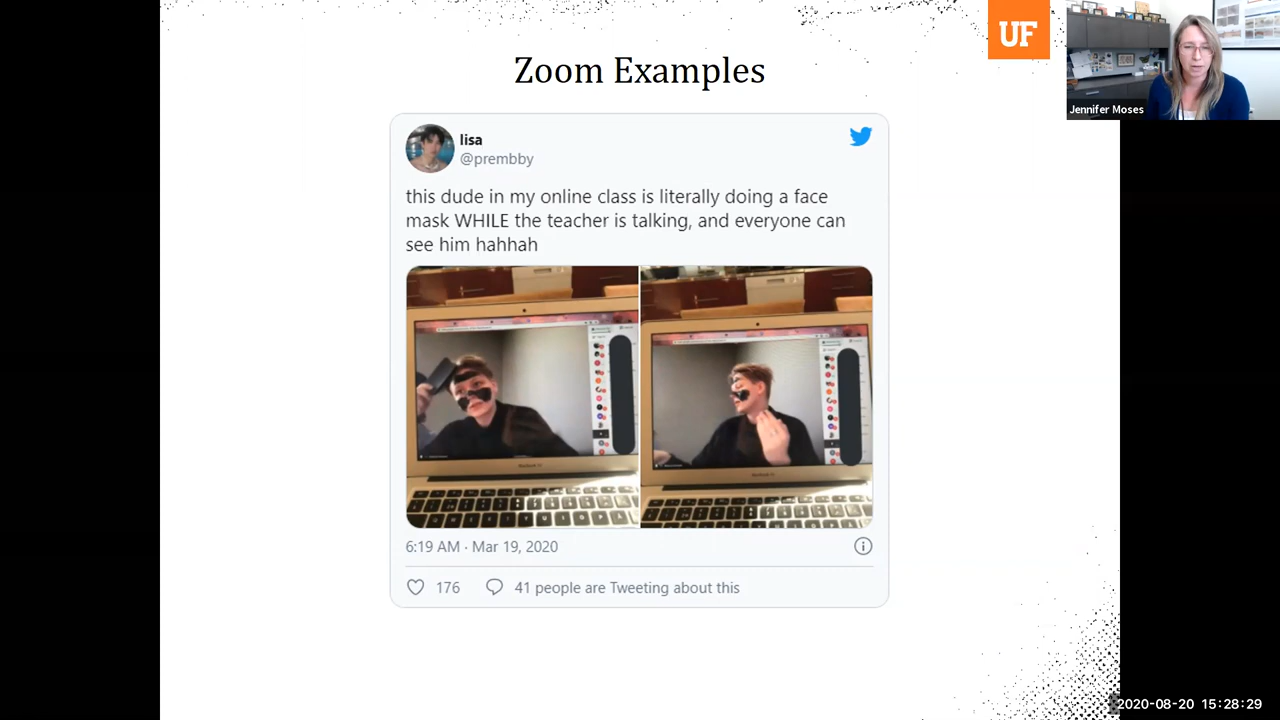 Zoom Examples
UF
Jennifer Moses
lisa
@prembby
this dude in my online class is literally doing a face
mask WHILE the teacher is talking, and everyone can
see him hahhah
6:19 AM · Mar 19, 2020
176
41 people are Tweeting about this
2020-08-20 15:28:29